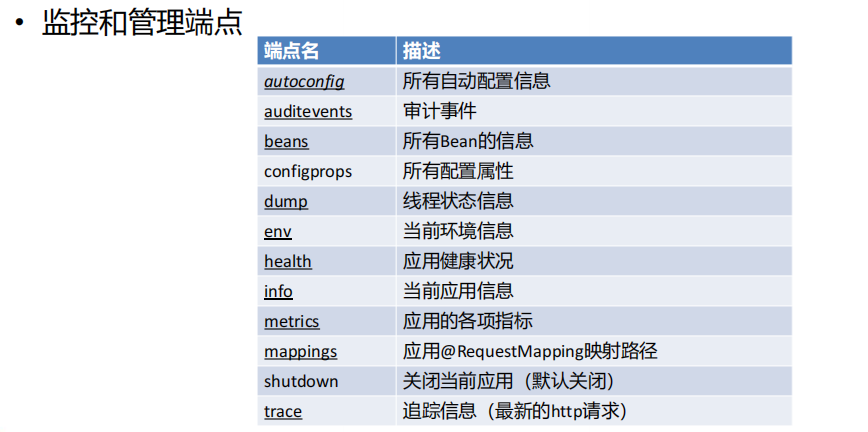 • 监控和管理端点
端点名 描述
autoconfig 所有自动配置信息
auditevents 审计事件
beans 所有Bean的信息
configprops 所有配置属性
dump 线程状态信息
env 当前环境信息
health 应用健康状况
info 当前应用信息
metrics 应用的各项指标
mappings 应用@RequestMapping映射路径
shutdown 关闭当前应用（默认关闭）
trace 追踪信息（最新的http请求）